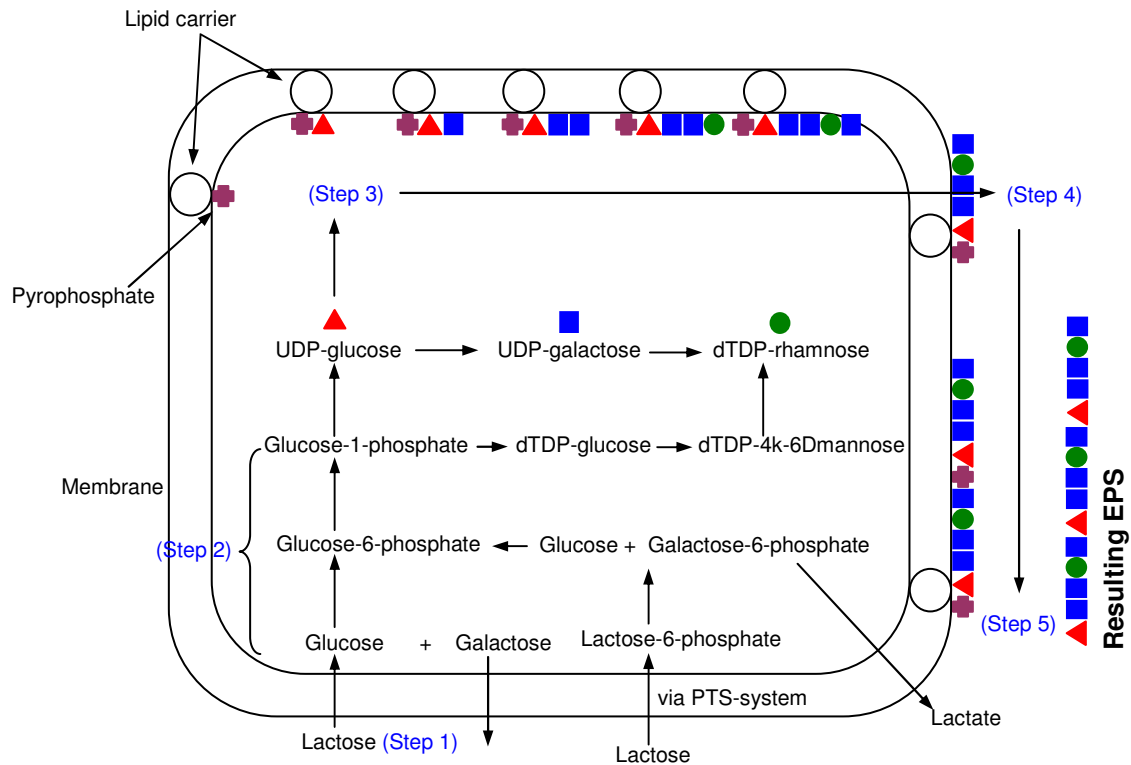 Lipid carrier
(Step 3)
(Step 4)
Pyrophosphate
UDP-glucose
UDP-galactose
dTDP-rhamnose
Glucose-1-phosphate
dTDP-glucose
dTDP-4k-6Dmannose
Membrane
(Step 2)
Glucose-6-phosphate
Glucose + Galactose-6-phosphate
Resulting EPS
(Step 5)
Glucose + Galactose
Lactose-6-phosphate
via PTS-system
Lactate
Lactose (Step 1)
Lactose